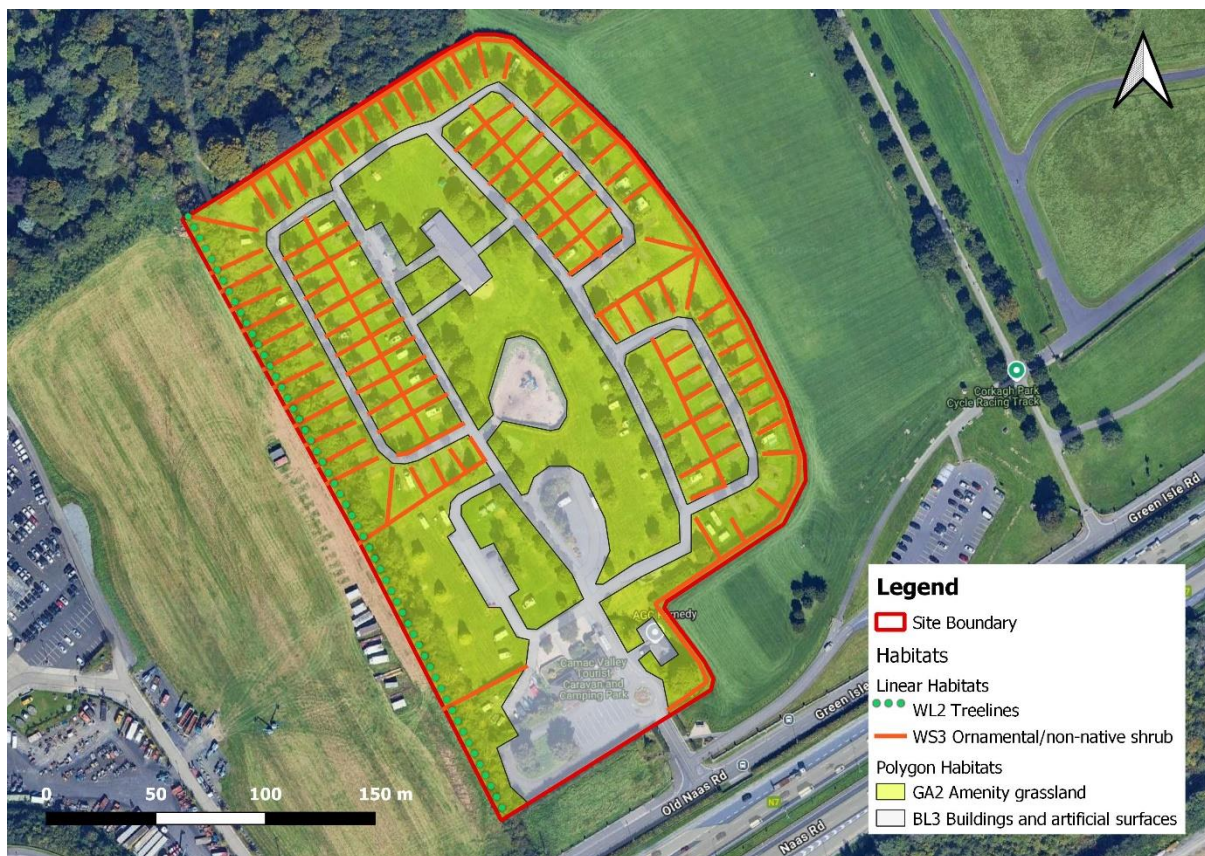 Corkagh Park
Cycle Racing Track
Green Isle Rd
Camac Valley
Tourist
Caravan and
Camping Park
Green Isle Rd
Old Naas Rd
N7
Naas Rd
0 50 100 150 m
Legend
Site Boundary
Habitats
Linear Habitats
WL2 Treelines
WS3 Ornamental/non-native shrub
Polygon Habitats
GA2 Amenity grassland
BL3 Buildings and artificial surfaces